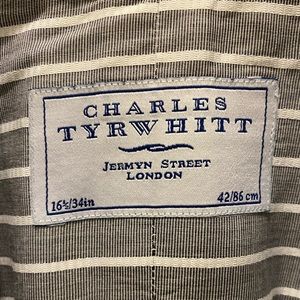 CHARLES
TYRWHITT
JERMYN STREET
LONDON
16½/34in 42/86 cm